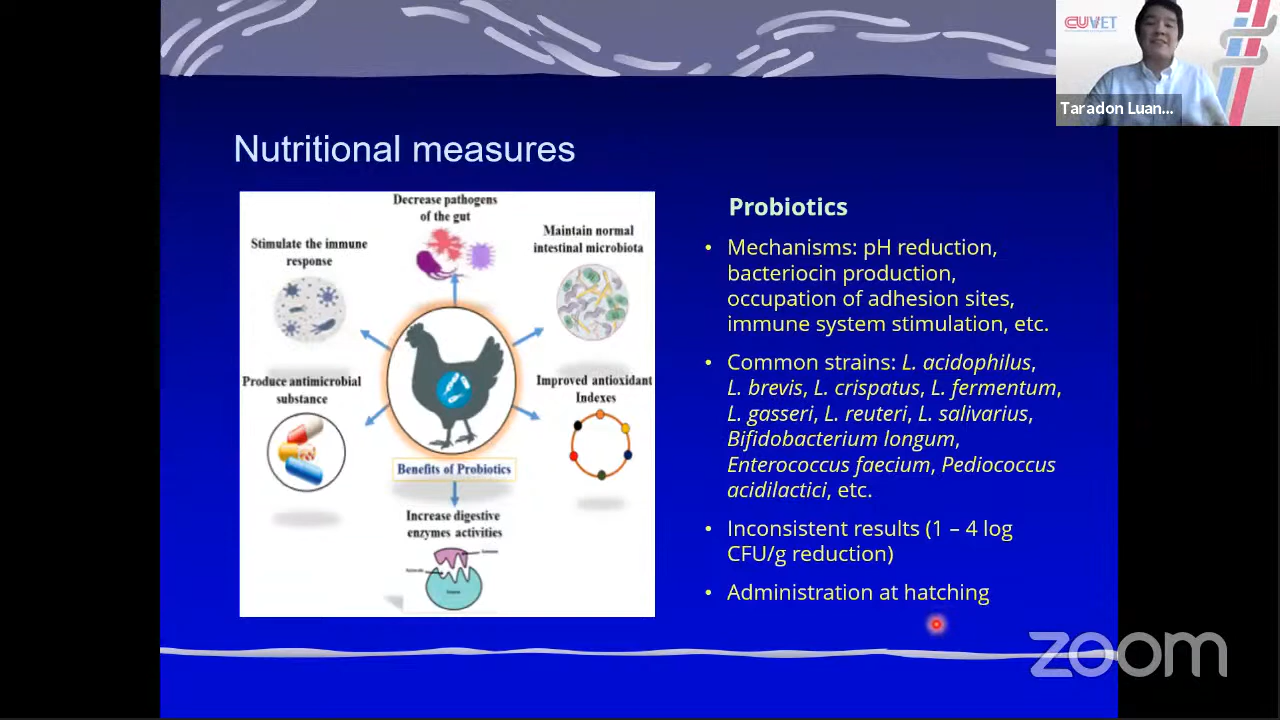 CUVET
Taradon Luan...
Nutritional measures
Decrease pathogens
of the gut
Stimulate the immune
response
Maintain normal
intestinal microbiota
Produce antimicrobial
substance
Improved antioxidant
Indexes
Benefits of Probiotics
Increase digestive
enzymes activities
Probiotics
• Mechanisms: pH reduction,
bacteriocin production,
occupation of adhesion sites,
immune system stimulation, etc.
• Common strains: L. acidophilus,
L. brevis, L. crispatus, L. fermentum,
L. gasseri, L. reuteri, L. salivarius,
Bifidobacterium longum,
Enterococcus faecium, Pediococcus
acidilactici, etc.
• Inconsistent results (1 – 4 log
CFU/g reduction)
• Administration at hatching
zoom